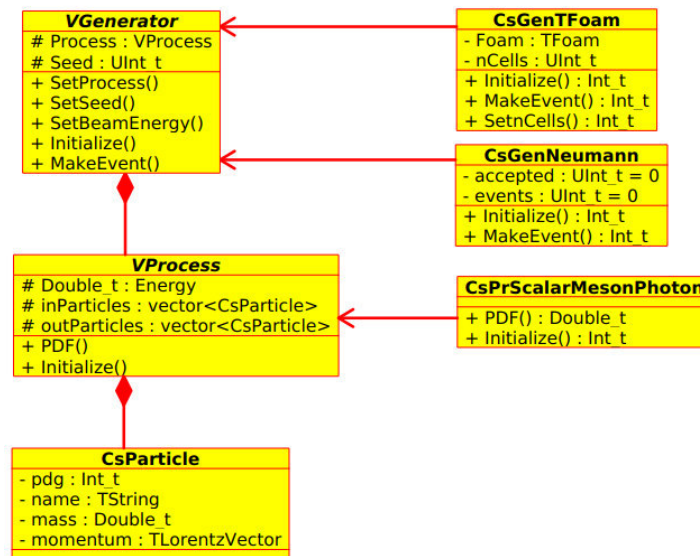 VGenerator
# Process : VProcess
# Seed : UInt_t
+ SetProcess()
+ SetSeed()
+ SetBeamEnergy()
+ Initialize()
+ MakeEvent()
CsGenTFoam
- Foam : TFoam
- nCells : UInt_t
+ Initialize() : Int_t
+ MakeEvent() : Int_t
+ SetnCells() : Int_t
CsGenNeumann
- accepted : UInt_t = 0
- events : UInt_t = 0
+ Initialize() : Int_t
+ MakeEvent() : Int_t
VProcess
# Double_t : Energy
# inParticles : vector<CsParticle>
# outParticles : vector<CsParticle>
+ PDF()
+ Initialize()
CsPrScalarMesonPhoton
+ PDF() : Double_t
+ Initialize() : Int_t
CsParticle
- pdg : Int_t
- name : TString
- mass : Double_t
- momentum : TLorentzVector